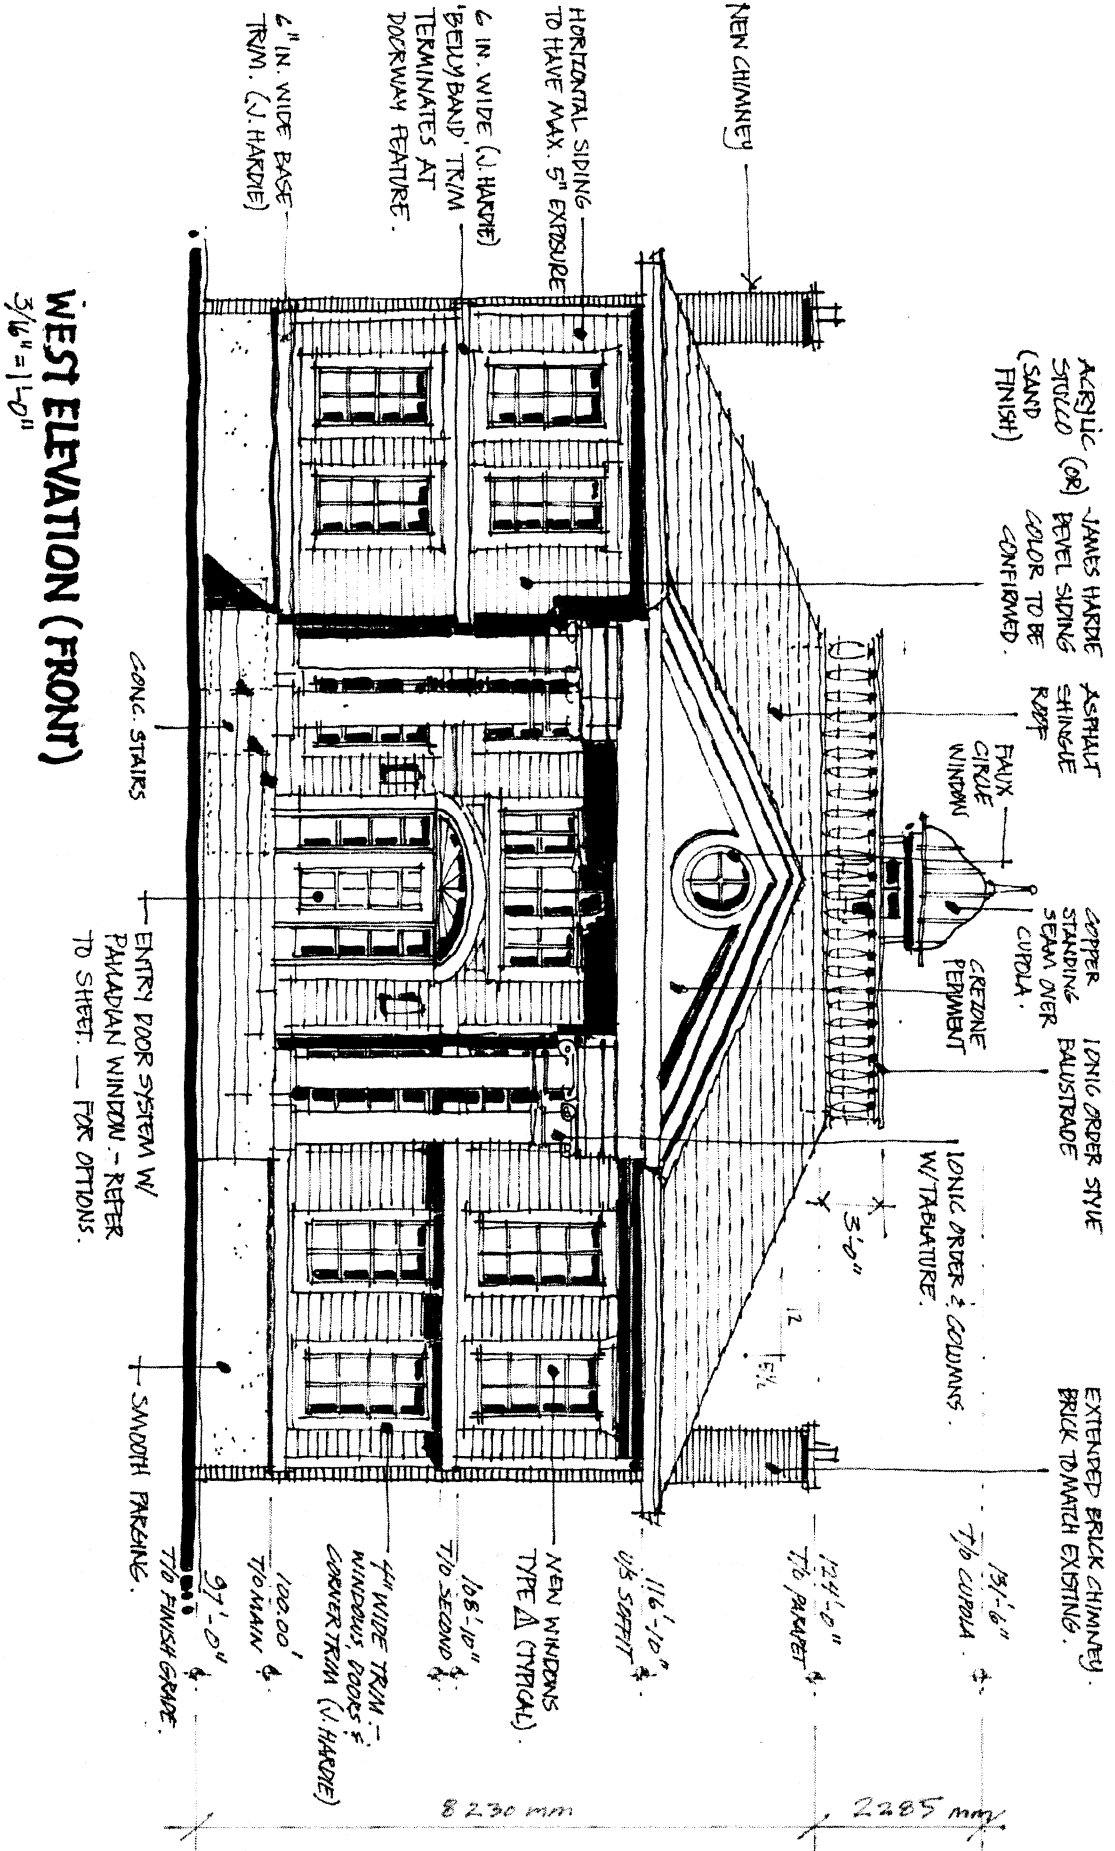 NEW CHIMNEY
HORIZONTAL SIDING
TO HAVE MAX. 5" EXPOSURE
6 IN. WIDE (J. HARDIE)
'BELLYBAND' TRIM
TERMINATES AT
DOORWAY FEATURE.
6" IN. WIDE BASE
TRIM. (J. HARDIE)
ACRYLIC (OR)
STUCCO
(SAND
FINISH)
JAMES HARDIE
BEVEL SIDING
COLOR TO BE
CONFIRMED.
ASPHALT
SHINGLE
ROOF
FAUX
CIRCLE
WINDOW
COPPER
STANDING
SEAM OVER
CUPOLA.
CREZONE
PEDIMENT
IONIC ORDER STYLE
BALUSTRADE
IONIC ORDER & COLUMNS.
W/TABLATURE.
3'-0"
12
5½
EXTENDED BRICK CHIMNEY.
BRICK TO MATCH EXISTING.
131'-6"
T/O CUPOLA.
124'-0"
T/O PARAPET
116'-10"
U/S SOFFIT
NEW WINDOWS
TYPE A (TYPICAL).
108'-10"
T/O SECOND
4" WIDE TRIM -
WINDOWS, DOORS &
CORNER TRIM (J. HARDIE)
100.00'
T/O MAIN
97'-0"
T/O FINISH GRADE.
8230 mm
2285 mm
CONC. STAIRS
ENTRY DOOR SYSTEM W/
PALLADIAN WINDOW - REFER
TO SHEET — FOR OPTIONS.
SMOOTH PARGING.
WEST ELEVATION (FRONT)
3/16" = 1'-0"